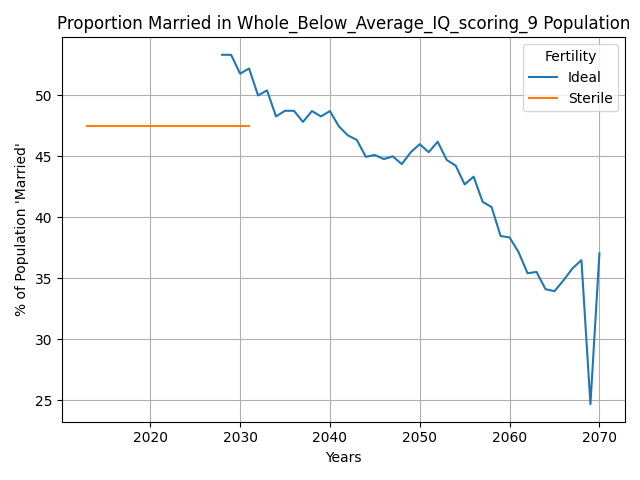 Proportion Married in Whole_Below_Average_IQ_scoring_9 Population
% of Population 'Married'
50
45
40
35
30
25
Fertility
Ideal
Sterile
2020 2030 2040 2050 2060 2070
Years